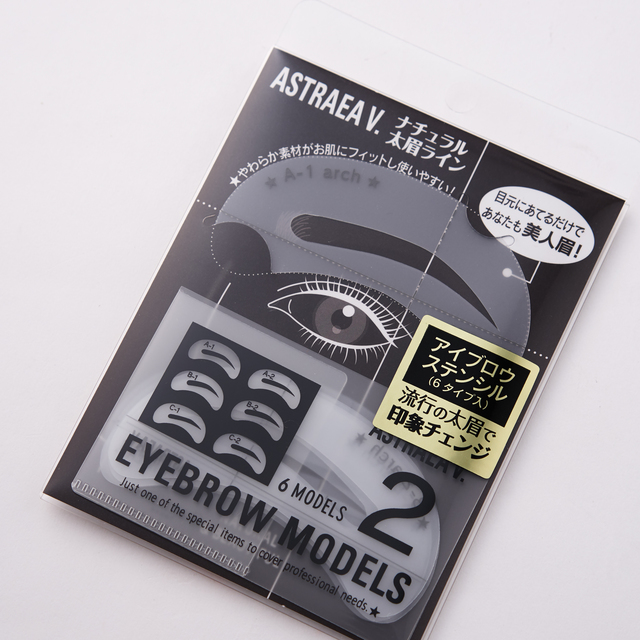 ASTRAEA V.
ナチュラル
太眉ライン
★やわらか素材がお肌にフィットし使いやすい!
★ A-1 arch ★
目元にあてるだけで
あなたも美人眉!
アイブロウ
ステンシル
(6タイプ入)
流行の太眉で
印象チェンジ
A-1
A-2
B-1
B-2
C-1
C-2
ASTRAEA V.
6 MODELS
2
EYEBROW MODELS
Just one of the special items to cover professional needs.★